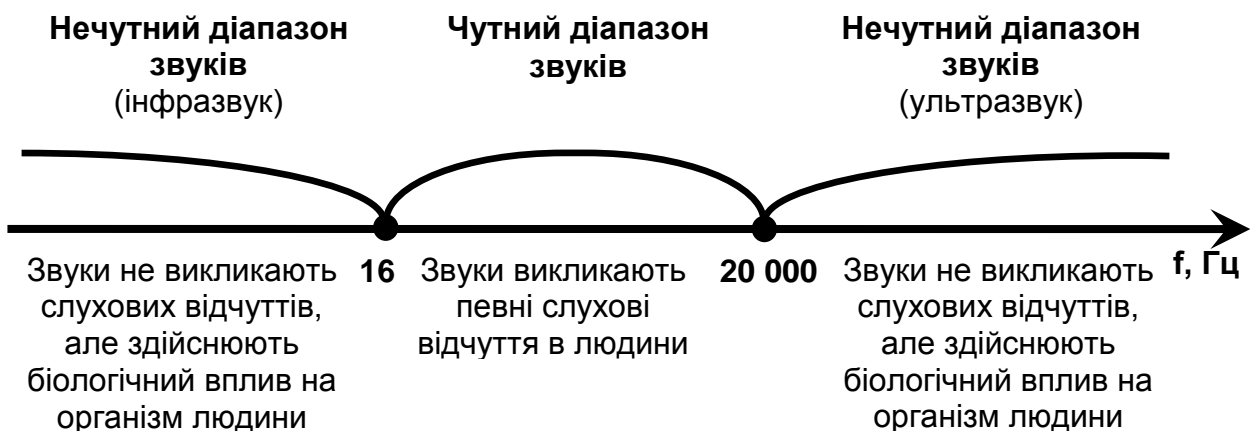 Нечутний діапазон
звуків
(інфразвук)
Чутний діапазон
звуків
Нечутний діапазон
звуків
(ультразвук)
Звуки не викликають
слухових відчуттів,
але здійснюють
біологічний вплив на
організм людини
16
Звуки викликають
певні слухові
відчуття в людини
20 000
Звуки не викликають
слухових відчуттів,
але здійснюють
біологічний вплив на
організм людини
f, Гц